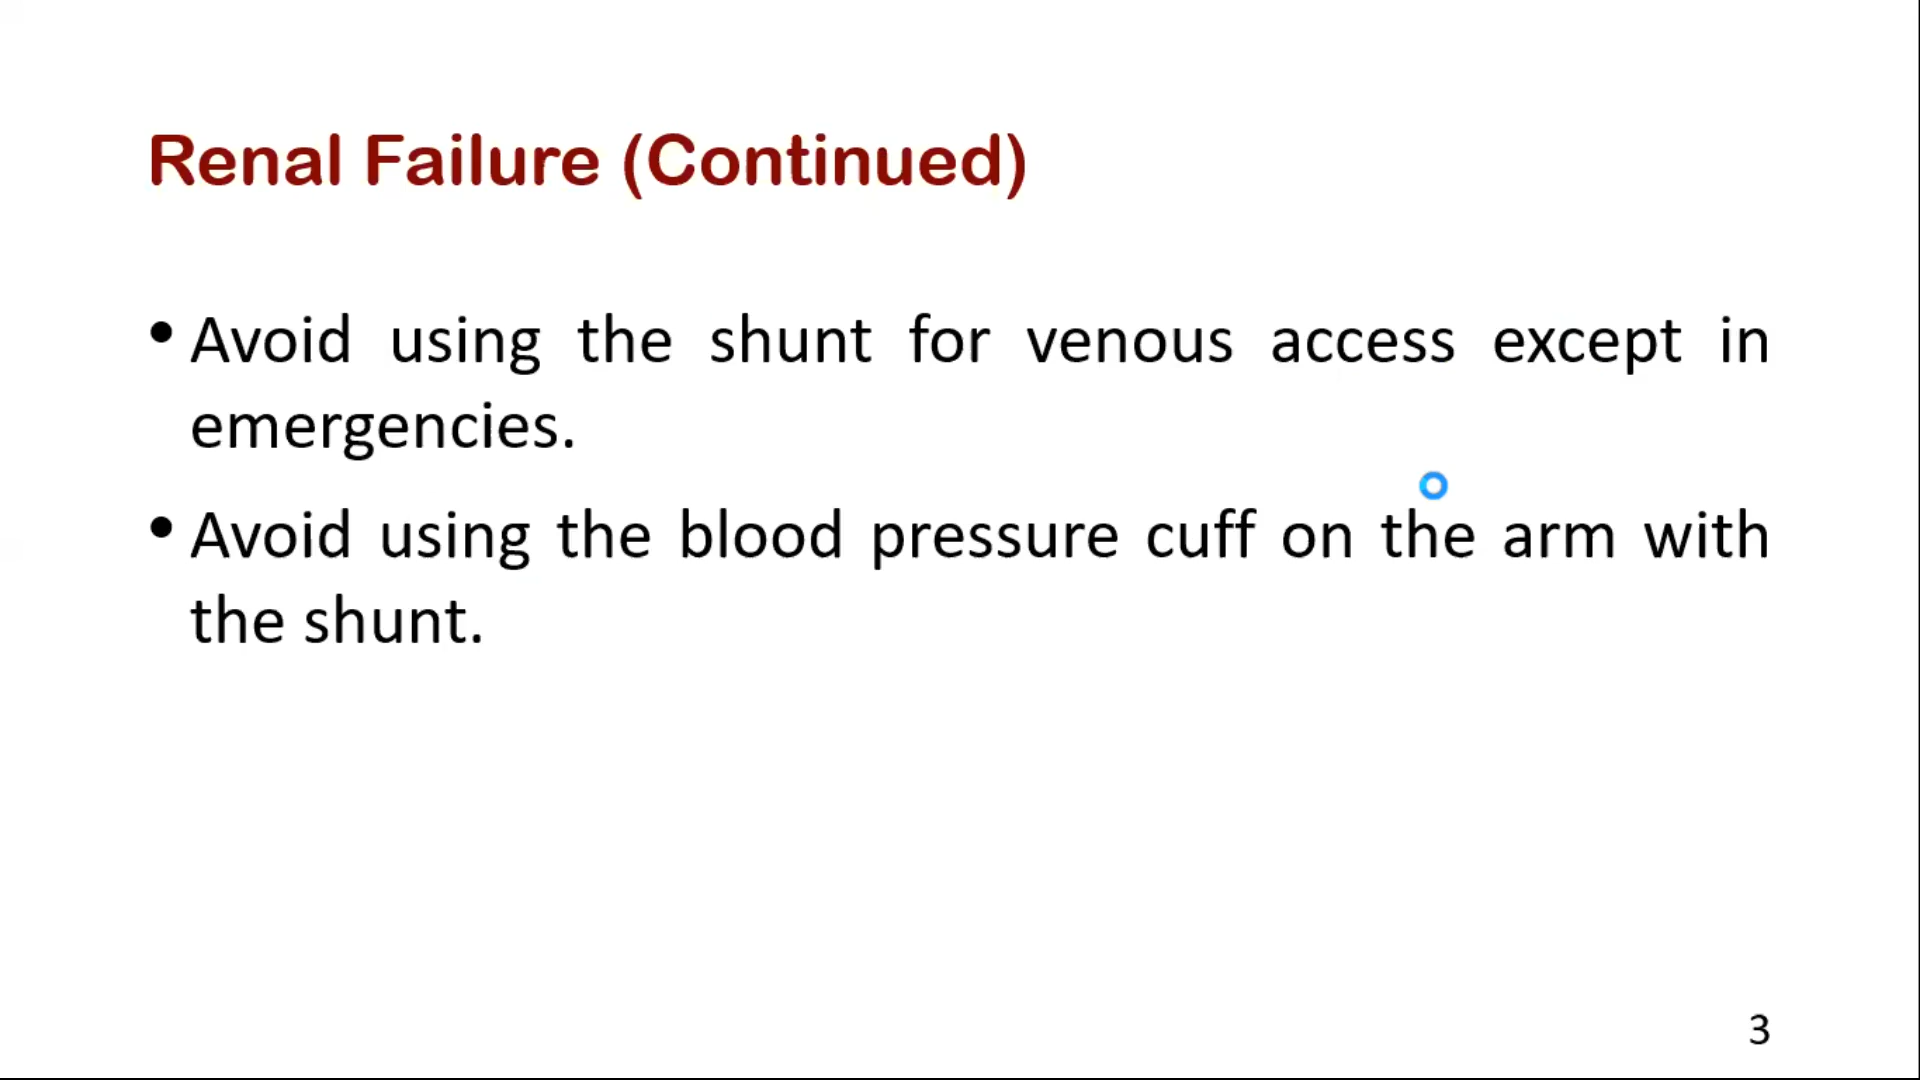 Renal Failure (Continued)
• Avoid using the shunt for venous access except in
emergencies.
• Avoid using the blood pressure cuff on the arm with
the shunt.
3